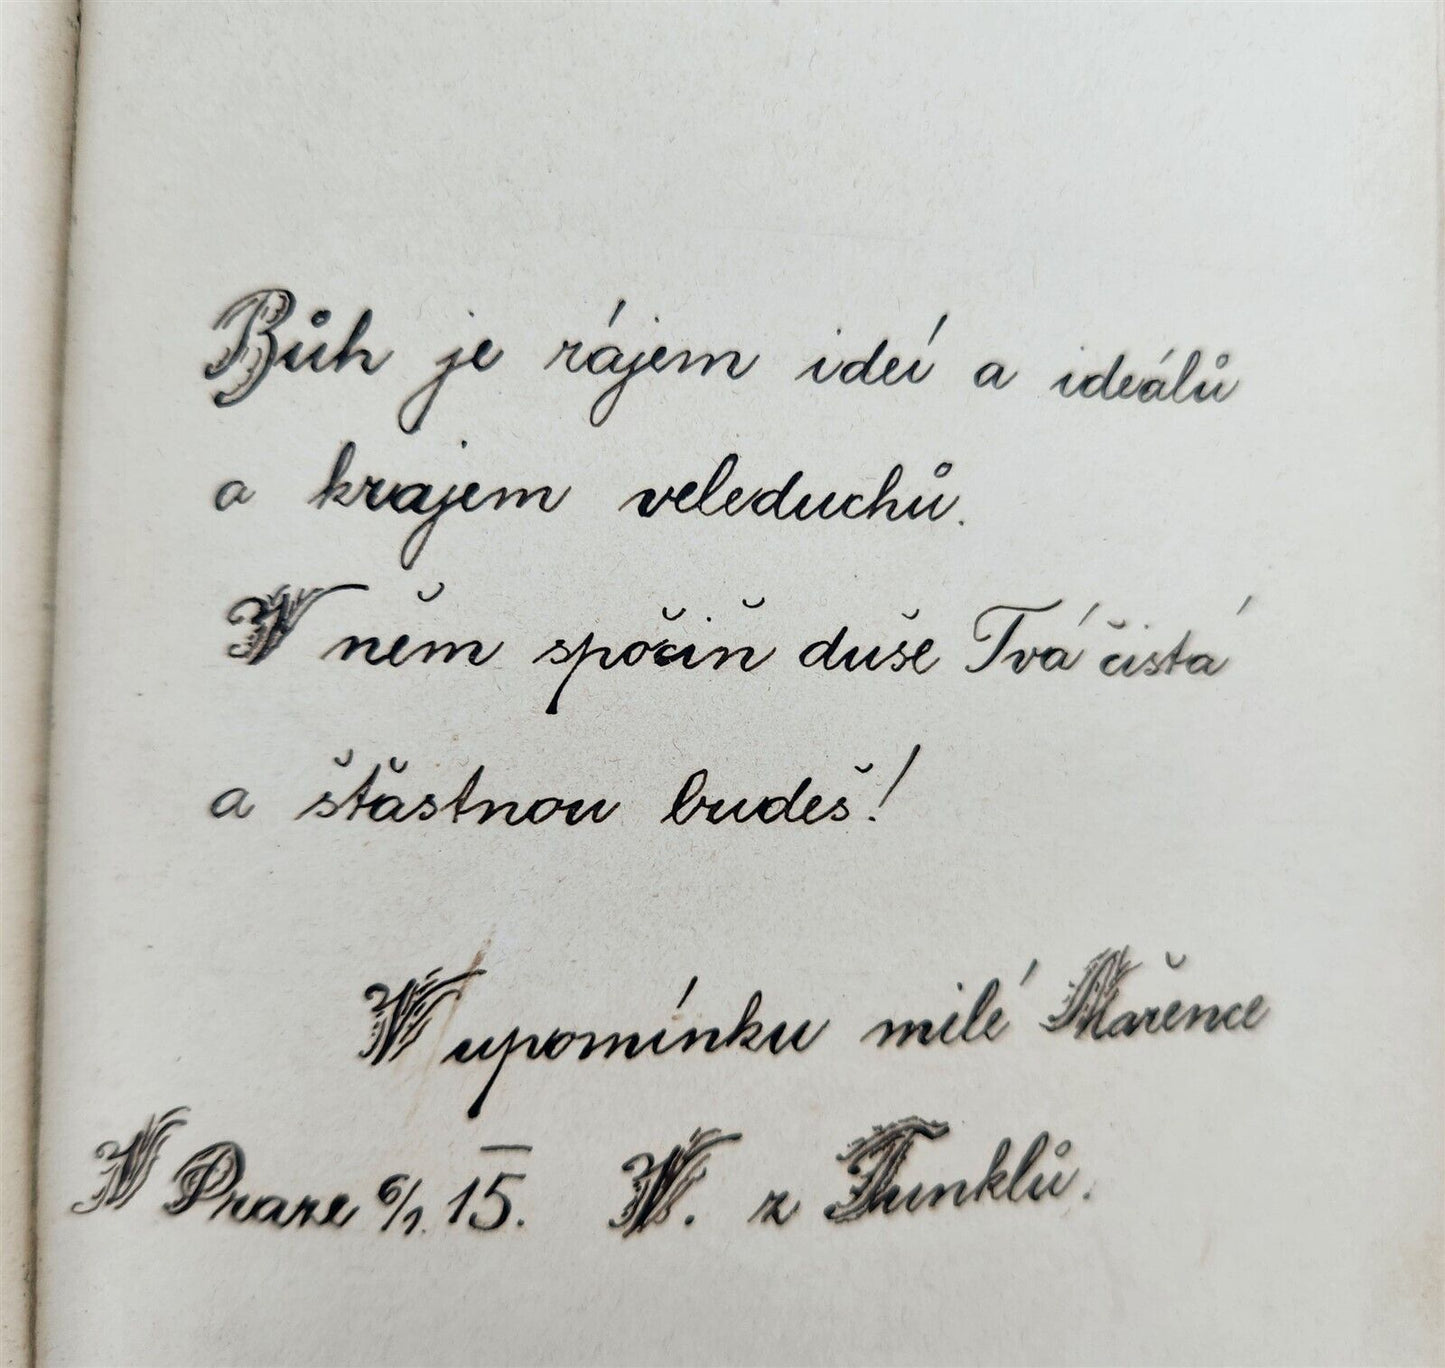 Bůh je rájem ideí a ideálů
a krajem veleduchů.
V něm spočiň duše Tvá čistá
a šťastnou budeš!
V upomínku milé Mařence
V Praze 6/1. 15. V. z Funklů.